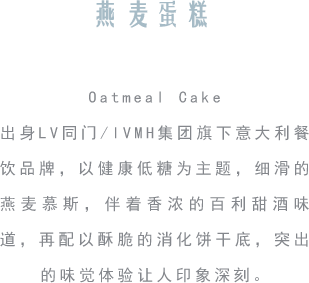 燕麦蛋糕
Oatmeal Cake
出身LV同门/IVMH集团旗下意大利餐
饮品牌，以健康低糖为主题，细滑的
燕麦慕斯，伴着香浓的百利甜酒味
道，再配以酥脆的消化饼干底，突出
的味觉体验让人印象深刻。